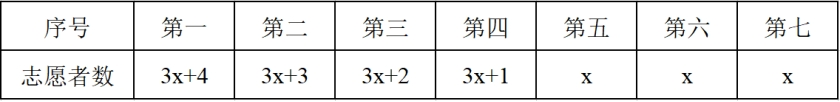 序号 第一 第二 第三 第四 第五 第六 第七
志愿者数 3x+4 3x+3 3x+2 3x+1 x x x